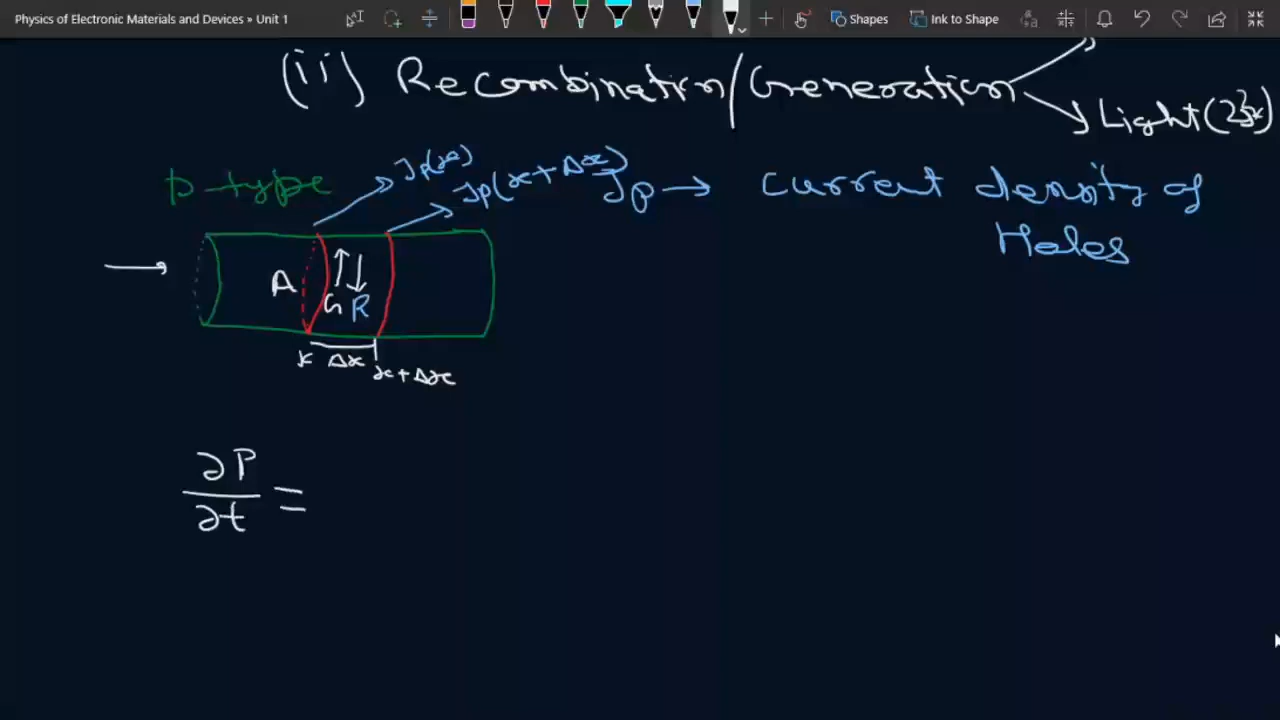 Physics of Electronic Materials and Devices » Unit 1
Shapes
Ink to Shape
(ii) Recombination/Generation
Light (2
p-type
Jp(x)
Jp(x+Δx)
Jp → current density of
Holes
A
G R
x Δx
x+Δx
∂P
∂t =